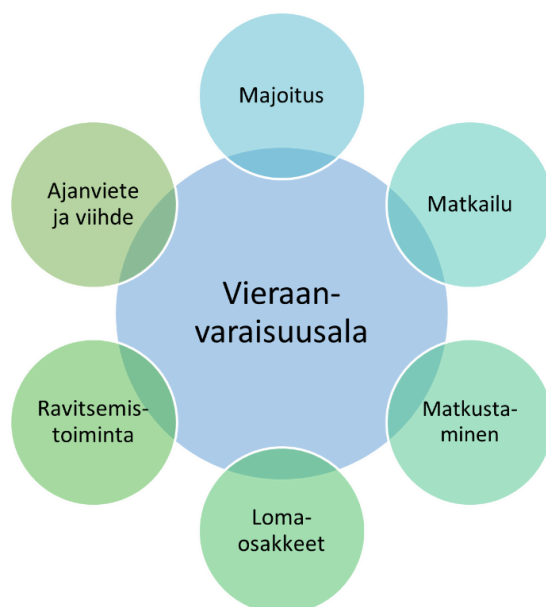 Majoitus
Matkailu
Matkusta-
minen
Loma-
osakkeet
Ravitsemis-
toiminta
Ajanviete
ja viihde
Vieraan-
varaisuusala